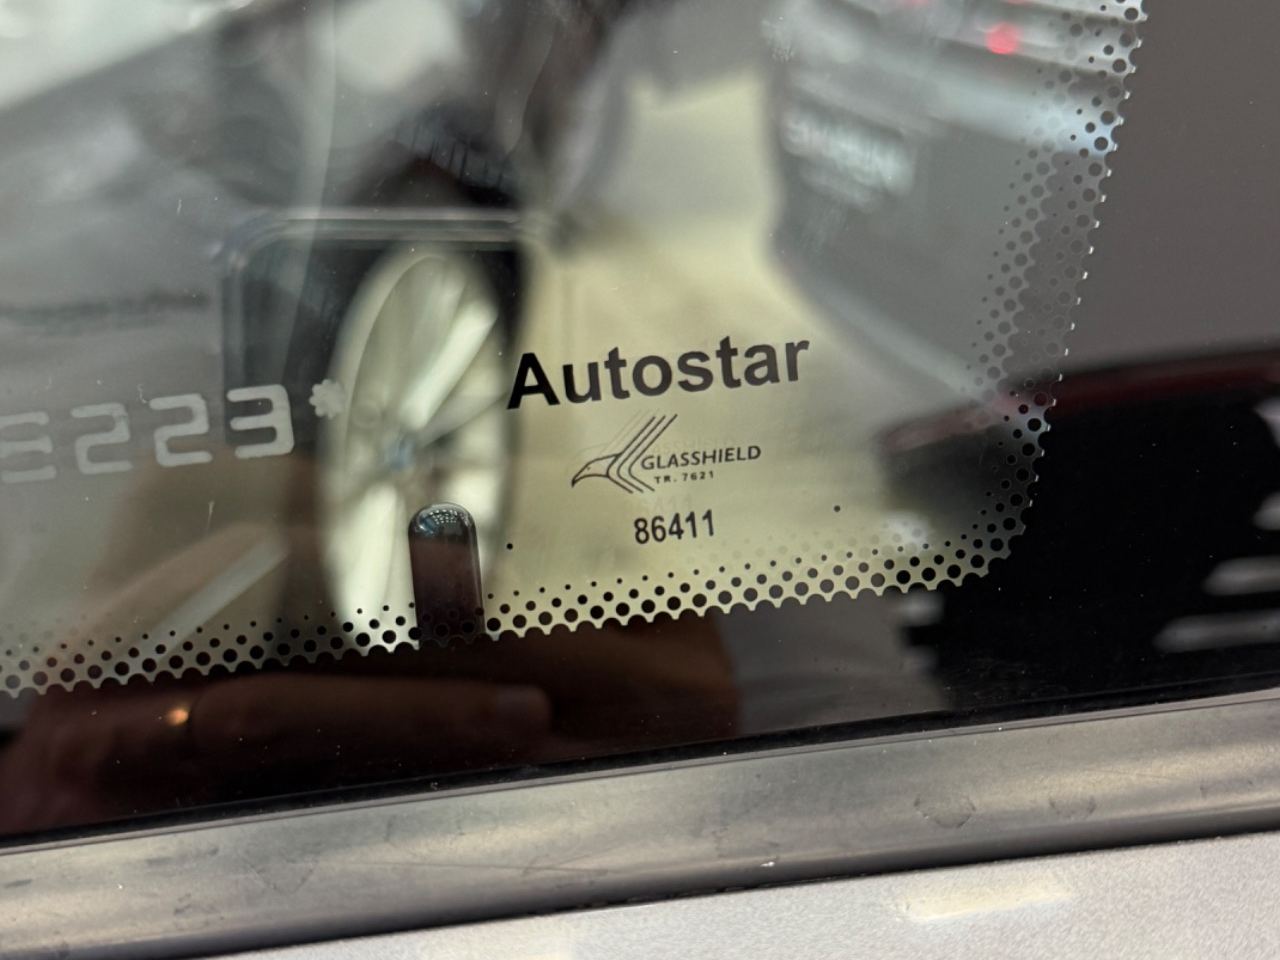 Autostar
E223*
GLASSHIELD
TR. 7621
86411